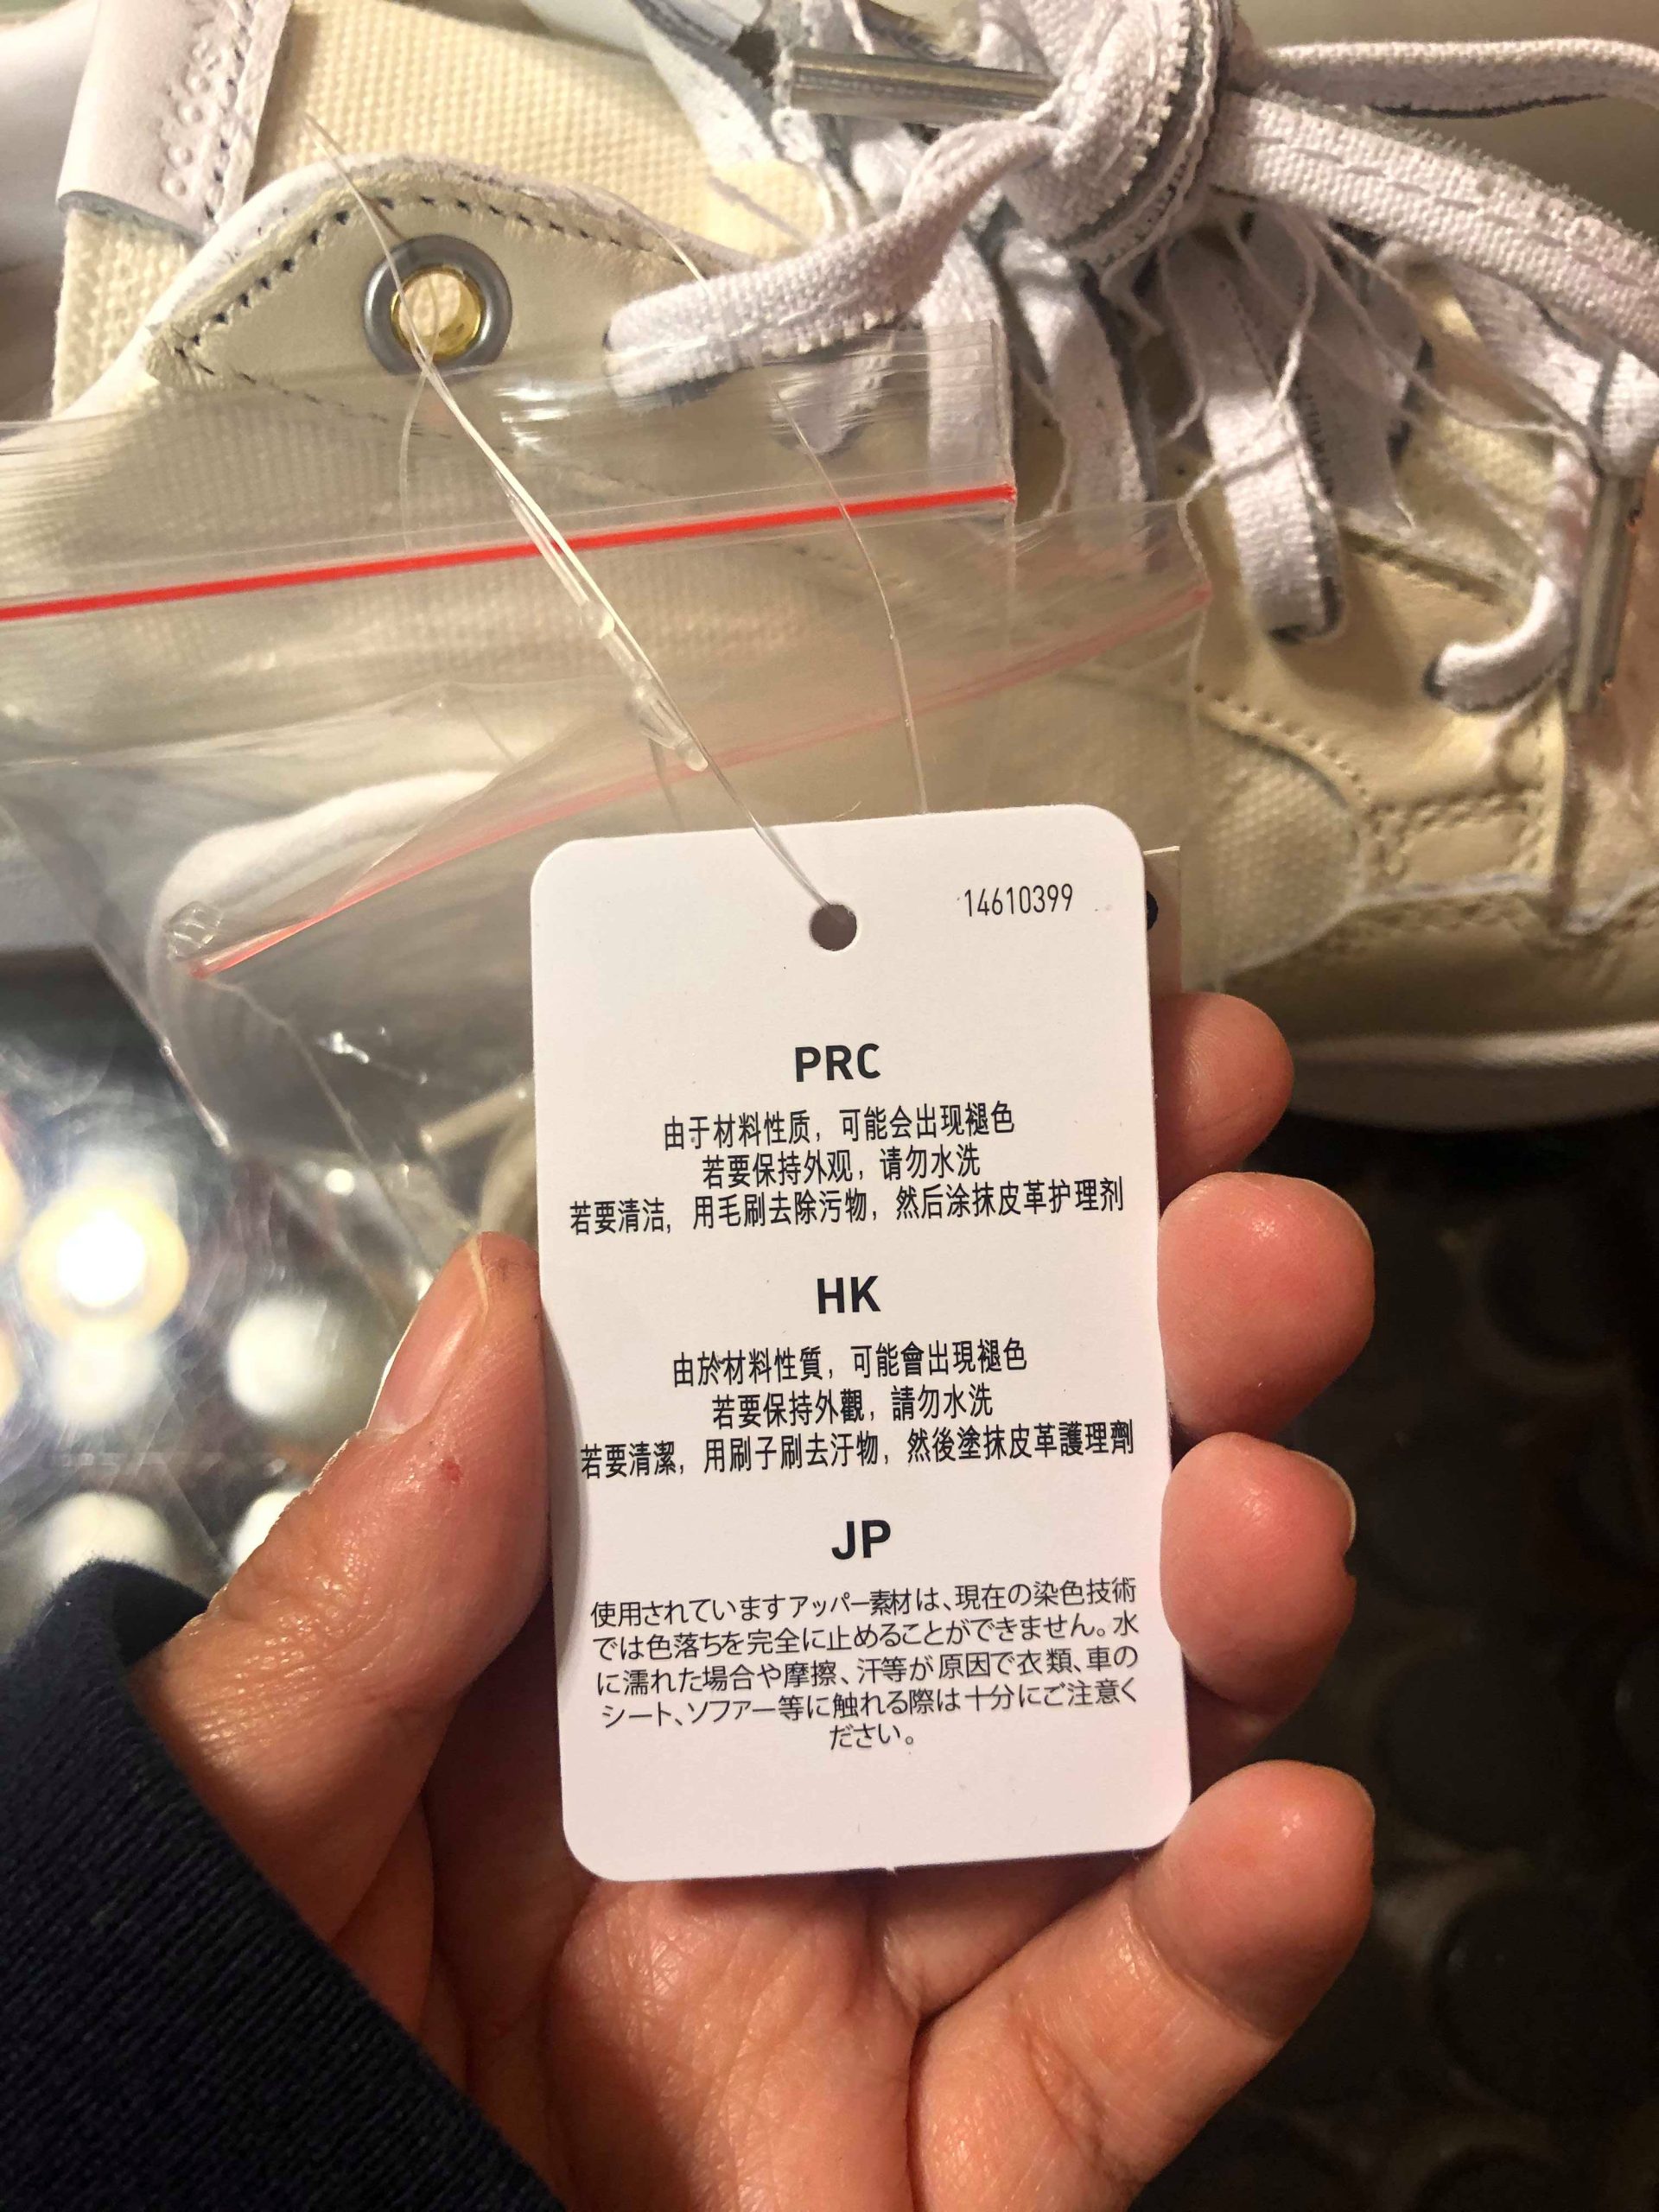 14610399
PRC
由于材料性质，可能会出现褪色
若要保持外观，请勿水洗
若要清洁，用毛刷去除污物，然后涂抹皮革护理剂
HK
由於材料性質，可能會出現褪色
若要保持外觀，請勿水洗
若要清潔，用刷子刷去汙物，然後塗抹皮革護理劑
JP
使用されていますアッパー素材は、現在の染色技術
では色落ちを完全に止めることができません。水
に濡れた場合や摩擦、汗等が原因で衣類、車の
シート、ソファー等に触れる際は十分にご注意く
ださい。